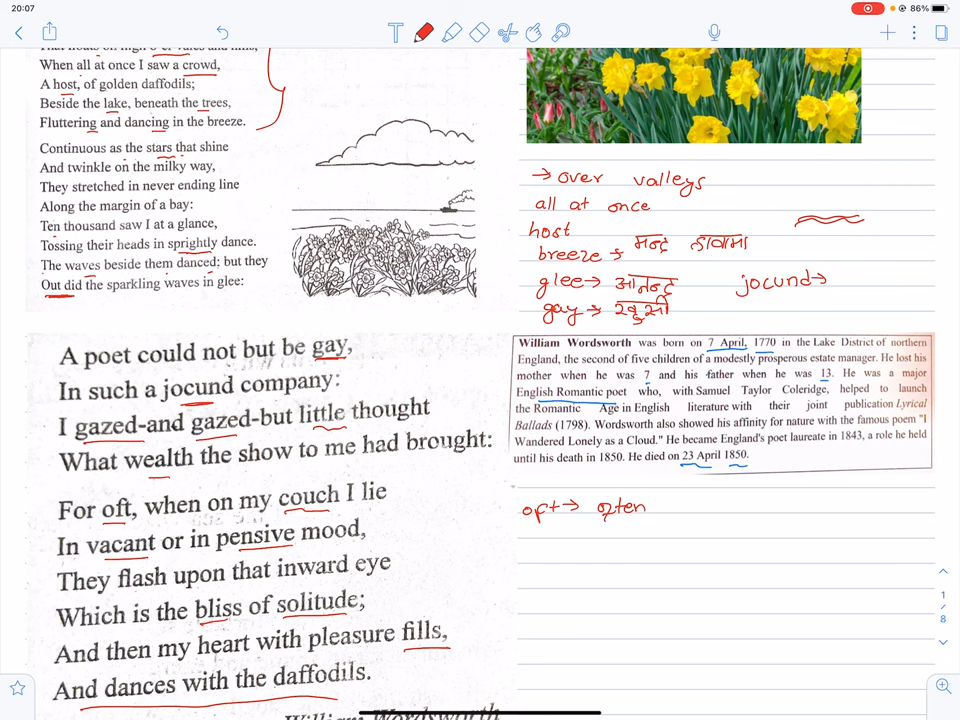 20:07
86%
When all at once I saw a crowd,
A host, of golden daffodils;
Beside the lake, beneath the trees,
Fluttering and dancing in the breeze.
Continuous as the stars that shine
And twinkle on the milky way,
They stretched in never ending line
Along the margin of a bay:
Ten thousand saw I at a glance,
Tossing their heads in sprightly dance.
The waves beside them danced; but they
Out did the sparkling waves in glee:
A poet could not but be gay,
In such a jocund company:
I gazed-and gazed-but little thought
What wealth the show to me had brought:
For oft, when on my couch I lie
In vacant or in pensive mood,
They flash upon that inward eye
Which is the bliss of solitude;
And then my heart with pleasure fills,
And dances with the daffodils.
William Wordsworth
→ over valleys
all at once
host
breeze →
glee → आनन्द jocund →
gay → खुसी
William Wordsworth was born on 7 April, 1770 in the Lake District of northern
England, the second of five children of a modestly prosperous estate manager. He lost his
mother when he was 7 and his father when he was 13. He was a major
English Romantic poet who, with Samuel Taylor Coleridge, helped to launch
the Romantic Age in English literature with their joint publication Lyrical
Ballads (1798). Wordsworth also showed his affinity for nature with the famous poem "I
Wandered Lonely as a Cloud." He became England's poet laureate in 1843, a role he held
until his death in 1850. He died on 23 April 1850.
oft → often
1
/
8